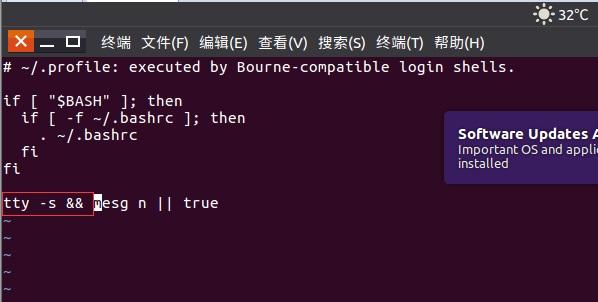 32℃
终端 文件(F) 编辑(E) 查看(V) 搜索(S) 终端(T) 帮助(H)
# ~/.profile: executed by Bourne-compatible login shells.
if [ "$BASH" ]; then
  if [ -f ~/.bashrc ]; then
    . ~/.bashrc
  fi
fi
tty -s && mesg n || true
~
~
~
~
~
Software Updates A
Important OS and applic
installed